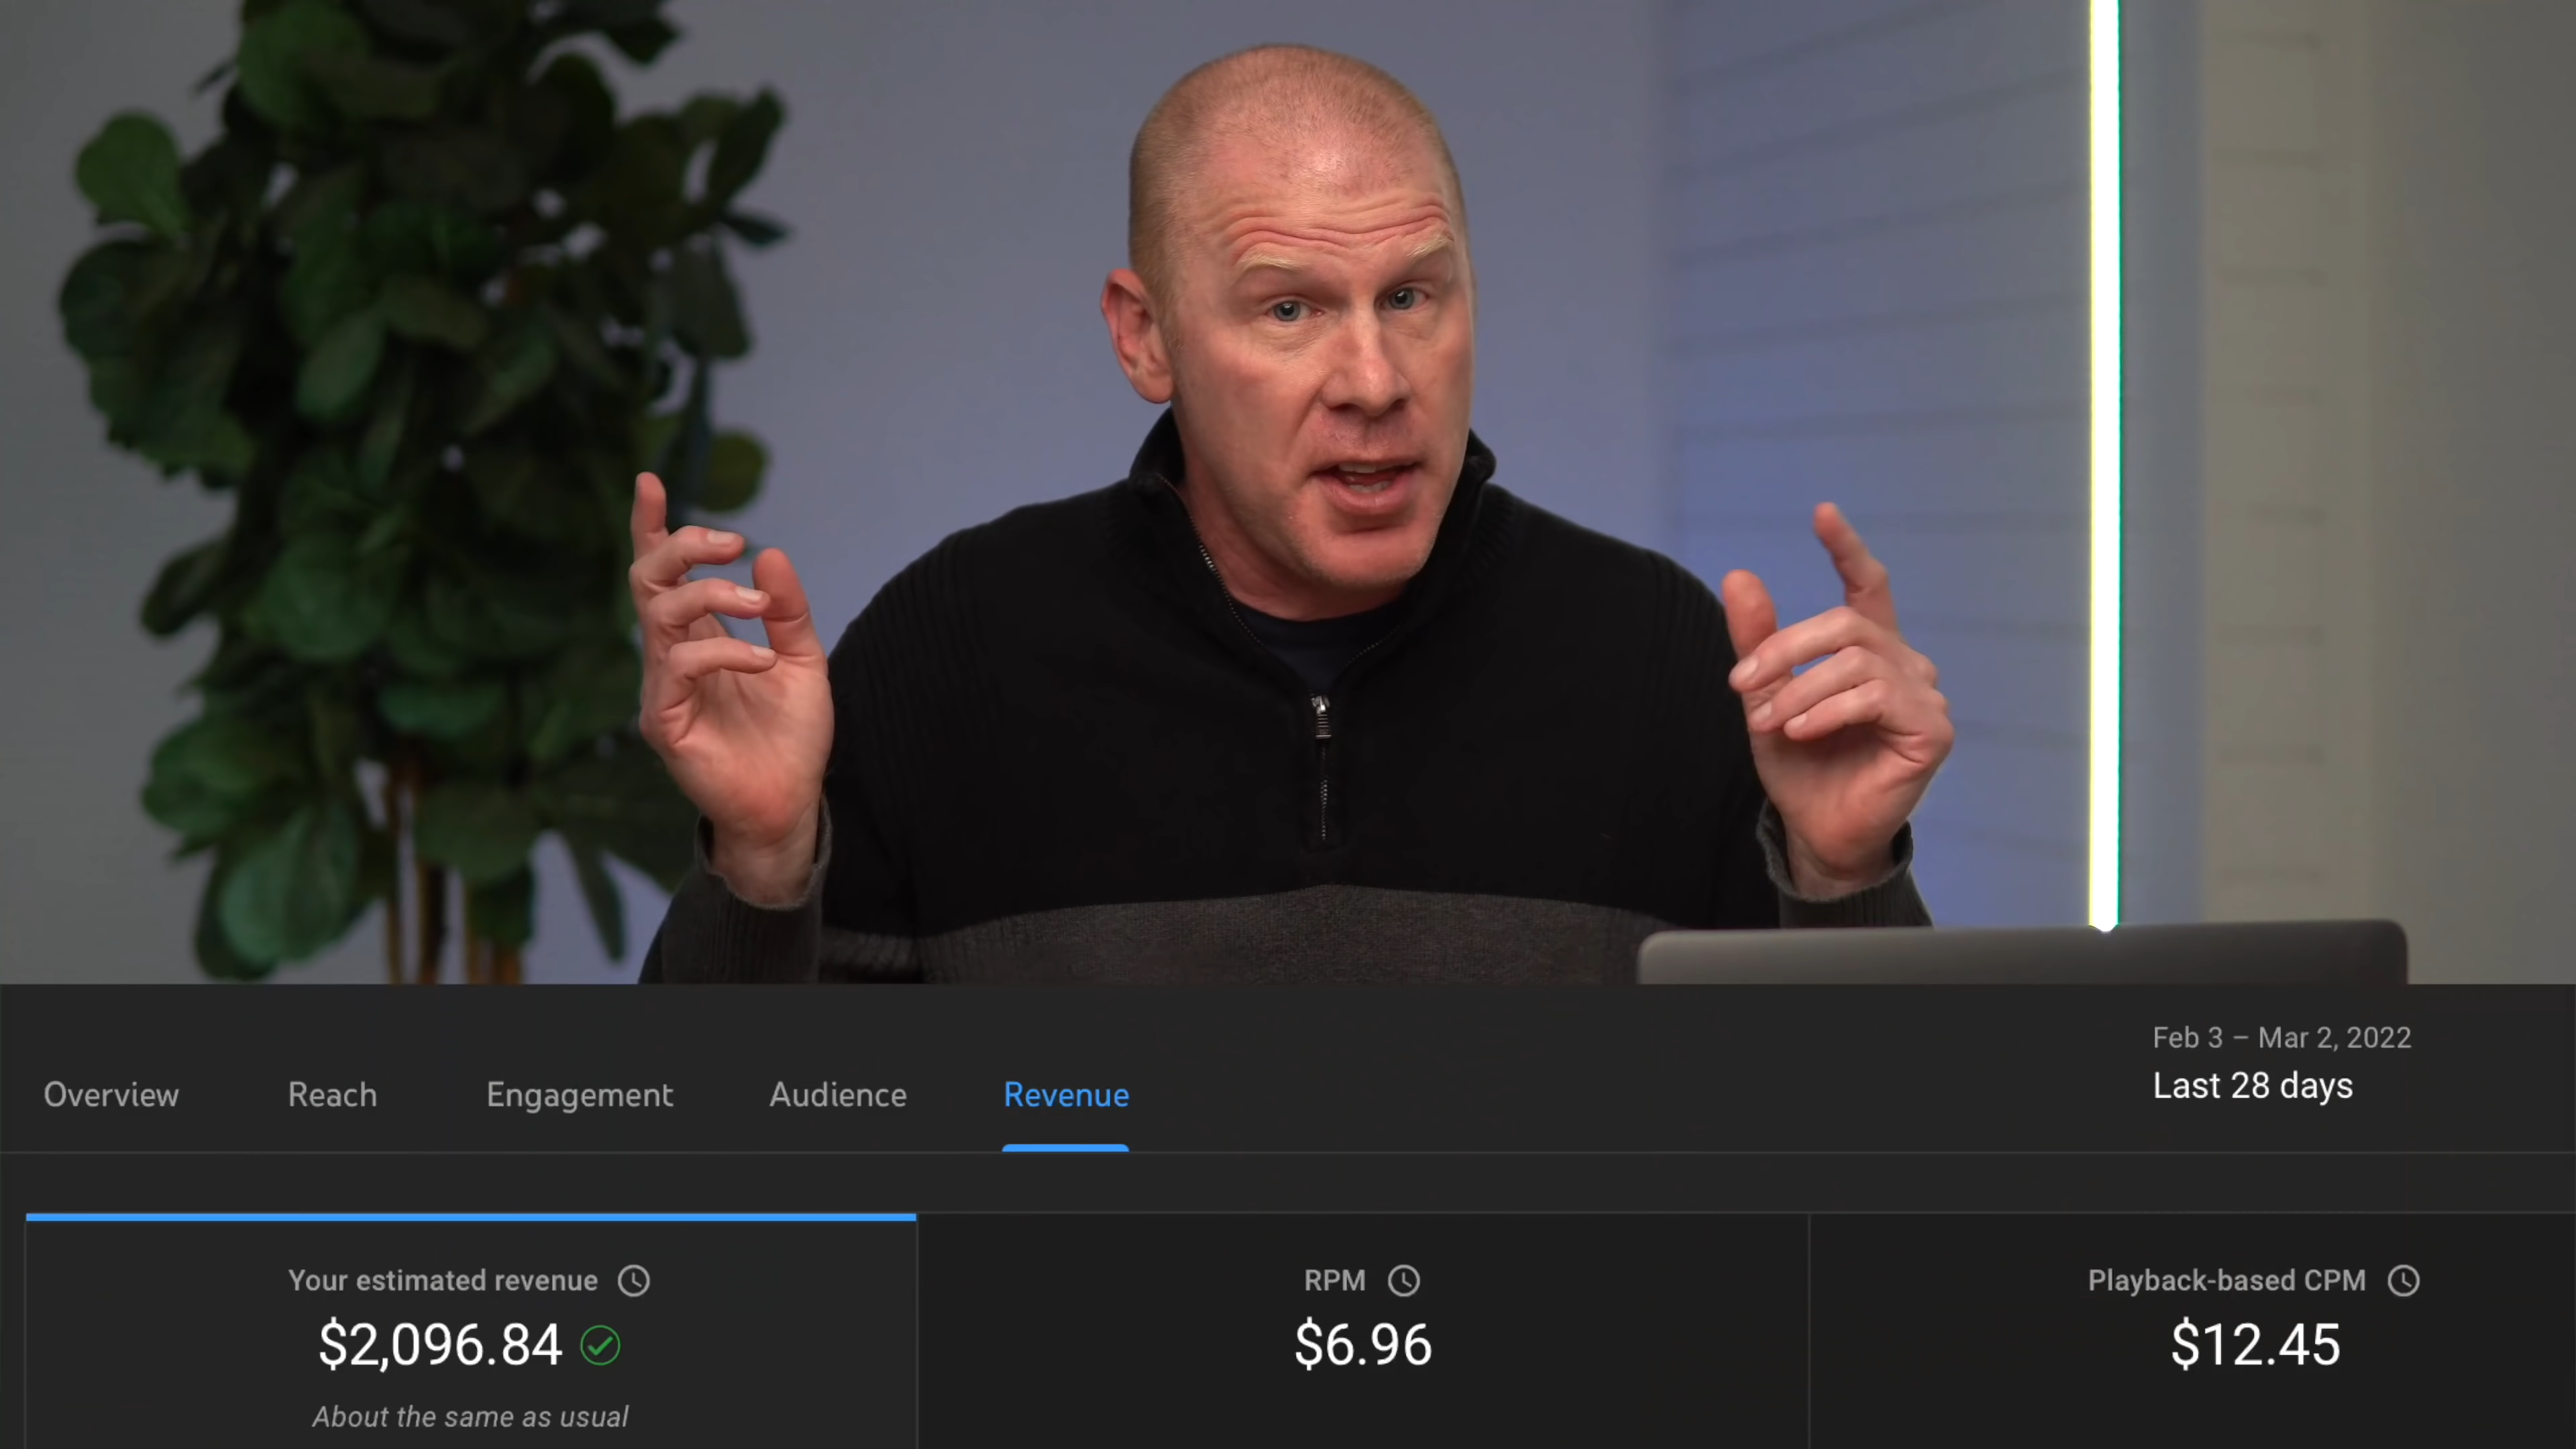 Feb 3 – Mar 2, 2022
Last 28 days
Overview Reach Engagement Audience Revenue
Your estimated revenue
$2,096.84
About the same as usual
RPM
$6.96
Playback-based CPM
$12.45